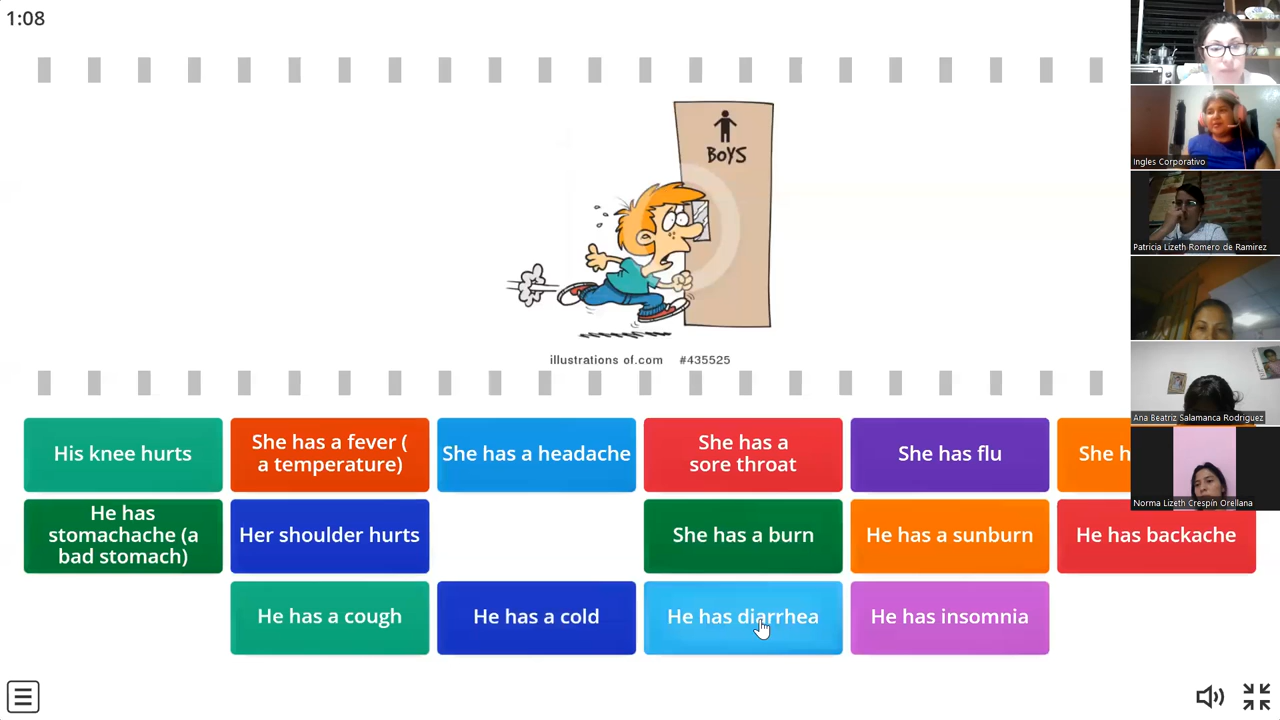 1:08
BOYS
illustrations of.com #435525
Ingles Corporativo
Patricia Lizeth Romero de Ramirez
Ana Beatriz Salamanca Rodriguez
Norma Lizeth Crespín Orellana
His knee hurts
She has a fever (
a temperature)
She has a headache
She has a
sore throat
She has flu
She h
He has
stomachache (a
bad stomach)
Her shoulder hurts
She has a burn
He has a sunburn
He has backache
He has a cough
He has a cold
He has diarrhea
He has insomnia